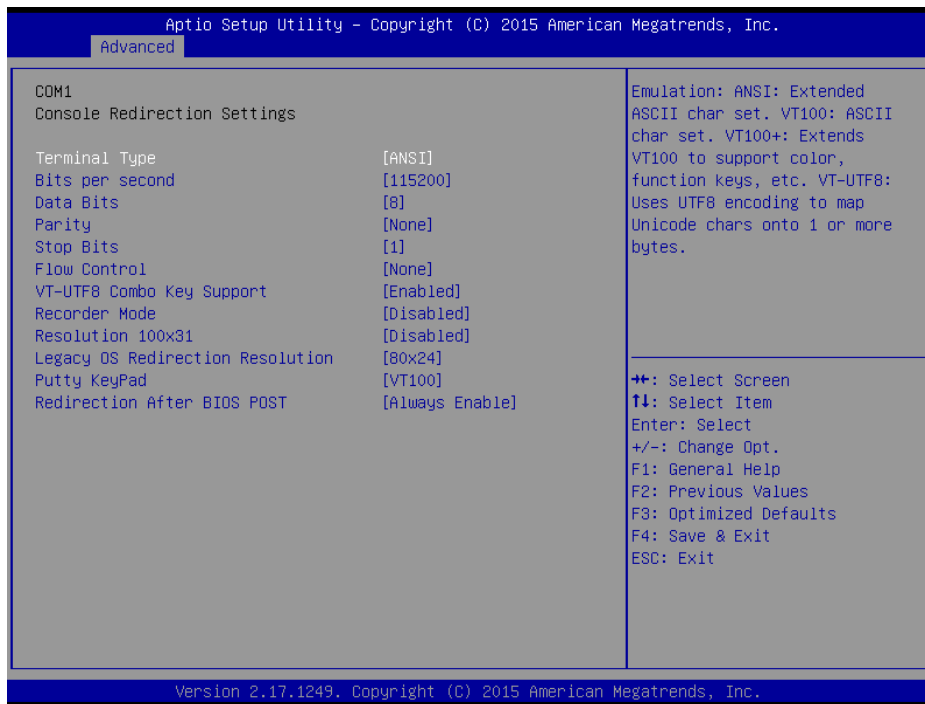 Aptio Setup Utility – Copyright (C) 2015 American Megatrends, Inc.
Advanced
COM1
Console Redirection Settings
Terminal Type [ANSI]
Bits per second [115200]
Data Bits [8]
Parity [None]
Stop Bits [1]
Flow Control [None]
VT-UTF8 Combo Key Support [Enabled]
Recorder Mode [Disabled]
Resolution 100x31 [Disabled]
Legacy OS Redirection Resolution [80x24]
Putty KeyPad [VT100]
Redirection After BIOS POST [Always Enable]
Emulation: ANSI: Extended
ASCII char set. VT100: ASCII
char set. VT100+: Extends
VT100 to support color,
function keys, etc. VT-UTF8:
Uses UTF8 encoding to map
Unicode chars onto 1 or more
bytes.
→←: Select Screen
↑↓: Select Item
Enter: Select
+/-: Change Opt.
F1: General Help
F2: Previous Values
F3: Optimized Defaults
F4: Save & Exit
ESC: Exit
Version 2.17.1249. Copyright (C) 2015 American Megatrends, Inc.